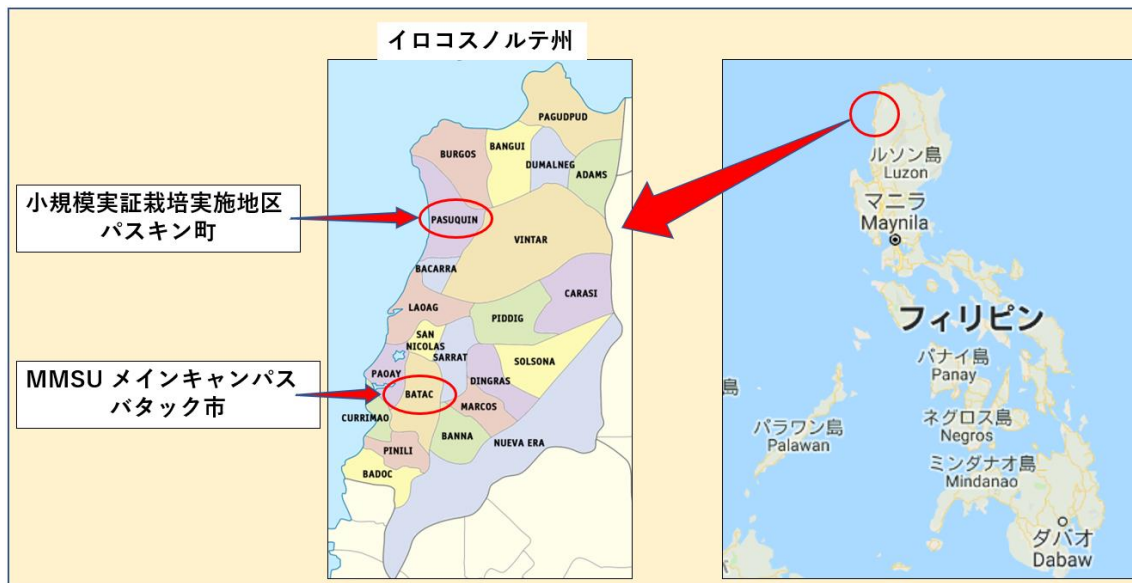 イロコスノルテ州
小規模実証栽培実施地区
パスキン町
MMSU メインキャンパス
バタック市
PAGUDPUD
BURGOS
BANGUI
DUMALNEG
ADAMS
PASUQUIN
VINTAR
BACARRA
CARASI
LAOAG
PIDDIG
SAN
NICOLAS
SARRAT
SOLSONA
PAOAY
DINGRAS
BATAC
MARCOS
CURRIMAO
BANNA
NUEVA ERA
PINILI
BADOC
ルソン島
Luzon
マニラ
Maynila
フィリピン
パナイ島
Panay
ネグロス島
Negros
島
パラワン島
Palawan
ミンダナオ島
Mindanao
ダバオ
Dabaw